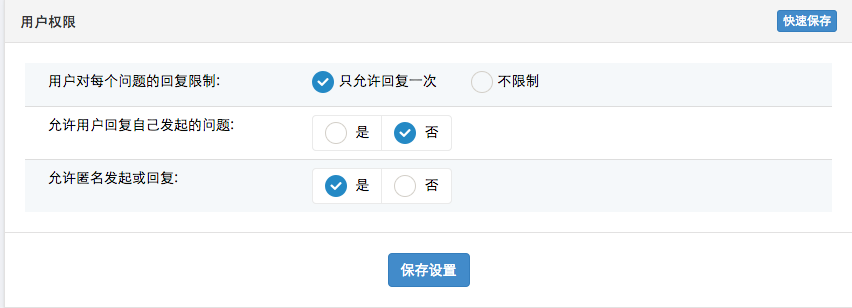 用户权限 快速保存
用户对每个问题的回复限制: 只允许回复一次 不限制
允许用户回复自己发起的问题: 是 否
允许匿名发起或回复: 是 否
保存设置